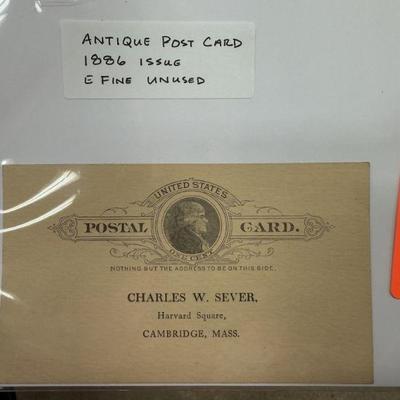 ANTIQUE POST CARD
1886 ISSUE
E FINE UNUSED
UNITED STATES
POSTAL CARD.
ONE CENT
NOTHING BUT THE ADDRESS TO BE ON THIS SIDE.
CHARLES W. SEVER,
Harvard Square,
CAMBRIDGE, MASS.